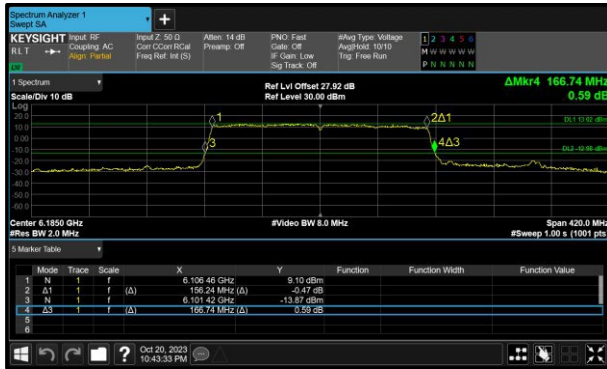 Spectrum Analyzer 1
Swept SA
KEYSIGHT Input: RF Input Z: 50 Ω Atten: 14 dB PNO: Fast #Avg Type: Voltage 1 2 3 4 5 6
RLT Coupling: AC Corr CCorr RCal Preamp: Off Gate: Off Avg|Hold: 10/10 M W W W W W
Align: Partial Freq Ref: Int (S) IF Gain: Low Trig: Free Run P N N N N N
Sig Track: Off
1 Spectrum Ref Lvl Offset 27.92 dB ΔMkr4 166.74 MHz
Scale/Div 10 dB Ref Level 30.00 dBm 0.59 dB
Log
20.0 1 2Δ1
10.0 DL1 13.02 dBm
0.00 3 4Δ3
-10.0 DL2 -12.98 dBm
-20.0
-30.0
-40.0
-50.0
-60.0
Center 6.1850 GHz #Video BW 8.0 MHz Span 420.0 MHz
#Res BW 2.0 MHz #Sweep 1.00 s (1001 pts)
5 Marker Table
Mode Trace Scale X Y Function Function Width Function Value
1 N 1 f 6.106 46 GHz 9.10 dBm
2 Δ1 1 f (Δ) 156.24 MHz (Δ) -0.47 dB
3 N 1 f 6.101 42 GHz -13.87 dBm
4 Δ3 1 f (Δ) 166.74 MHz (Δ) 0.59 dB
5
6
? Oct 20, 2023
10:43:33 PM